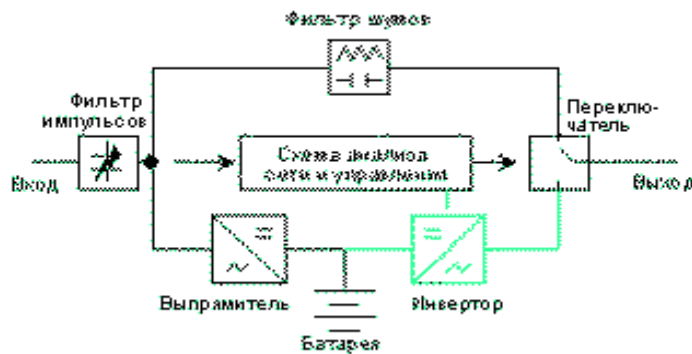 Фильтр шумов
Фильтр
импульсов
Переклю-
чатель
Вход
Схема анализа
сети и управления
Выход
Выпрямитель
Инвертор
Батарея